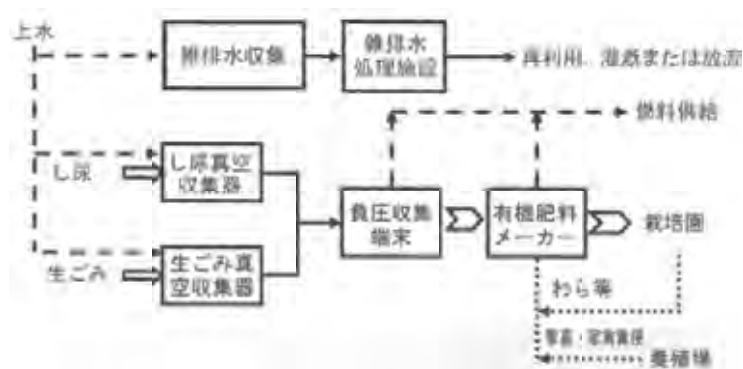 上水
雑排水収集
雑排水
処理施設
再利用、灌漑または放流
燃料供給
し尿
し尿真空
収集器
負圧収集
端末
有機肥料
メーカー
栽培園
生ごみ
生ごみ真
空収集器
わら等
養殖場